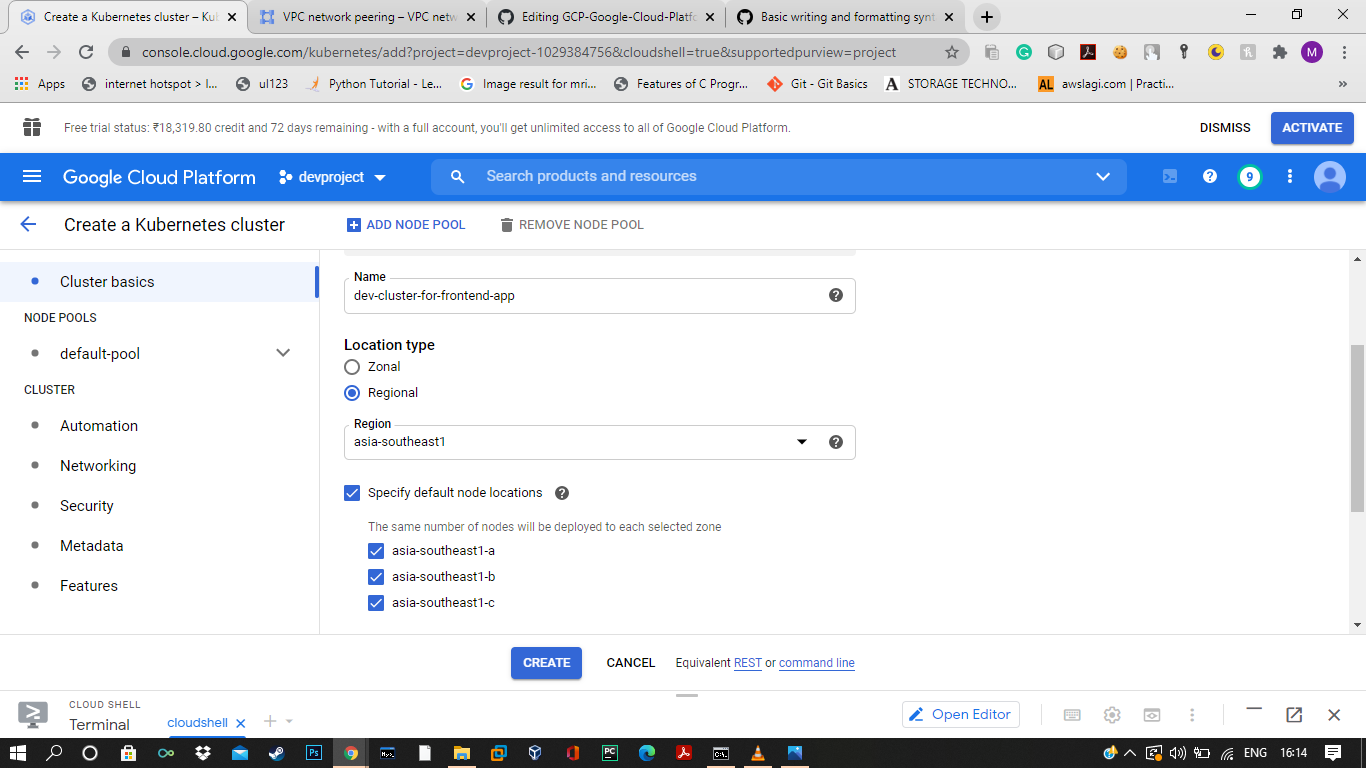 Create a Kubernetes cluster – Ku
VPC network peering – VPC netw
Editing GCP-Google-Cloud-Platfo
Basic writing and formatting synt
console.cloud.google.com/kubernetes/add?project=devproject-1029384756&cloudshell=true&supportedpurview=project
M
Apps
internet hotspot > I...
ul123
Python Tutorial - Le...
Image result for mri...
Features of C Progr...
Git - Git Basics
STORAGE TECHNO...
awslagi.com | Practi...
Free trial status: ₹18,319.80 credit and 72 days remaining - with a full account, you'll get unlimited access to all of Google Cloud Platform.
DISMISS
ACTIVATE
Google Cloud Platform
devproject
Search products and resources
9
Create a Kubernetes cluster
ADD NODE POOL
REMOVE NODE POOL
Cluster basics
NODE POOLS
default-pool
CLUSTER
Automation
Networking
Security
Metadata
Features
Name
dev-cluster-for-frontend-app
Location type
Zonal
Regional
Region
asia-southeast1
Specify default node locations
The same number of nodes will be deployed to each selected zone
asia-southeast1-a
asia-southeast1-b
asia-southeast1-c
CREATE
CANCEL
Equivalent REST or command line
CLOUD SHELL
Terminal
cloudshell
Open Editor
ENG
16:14